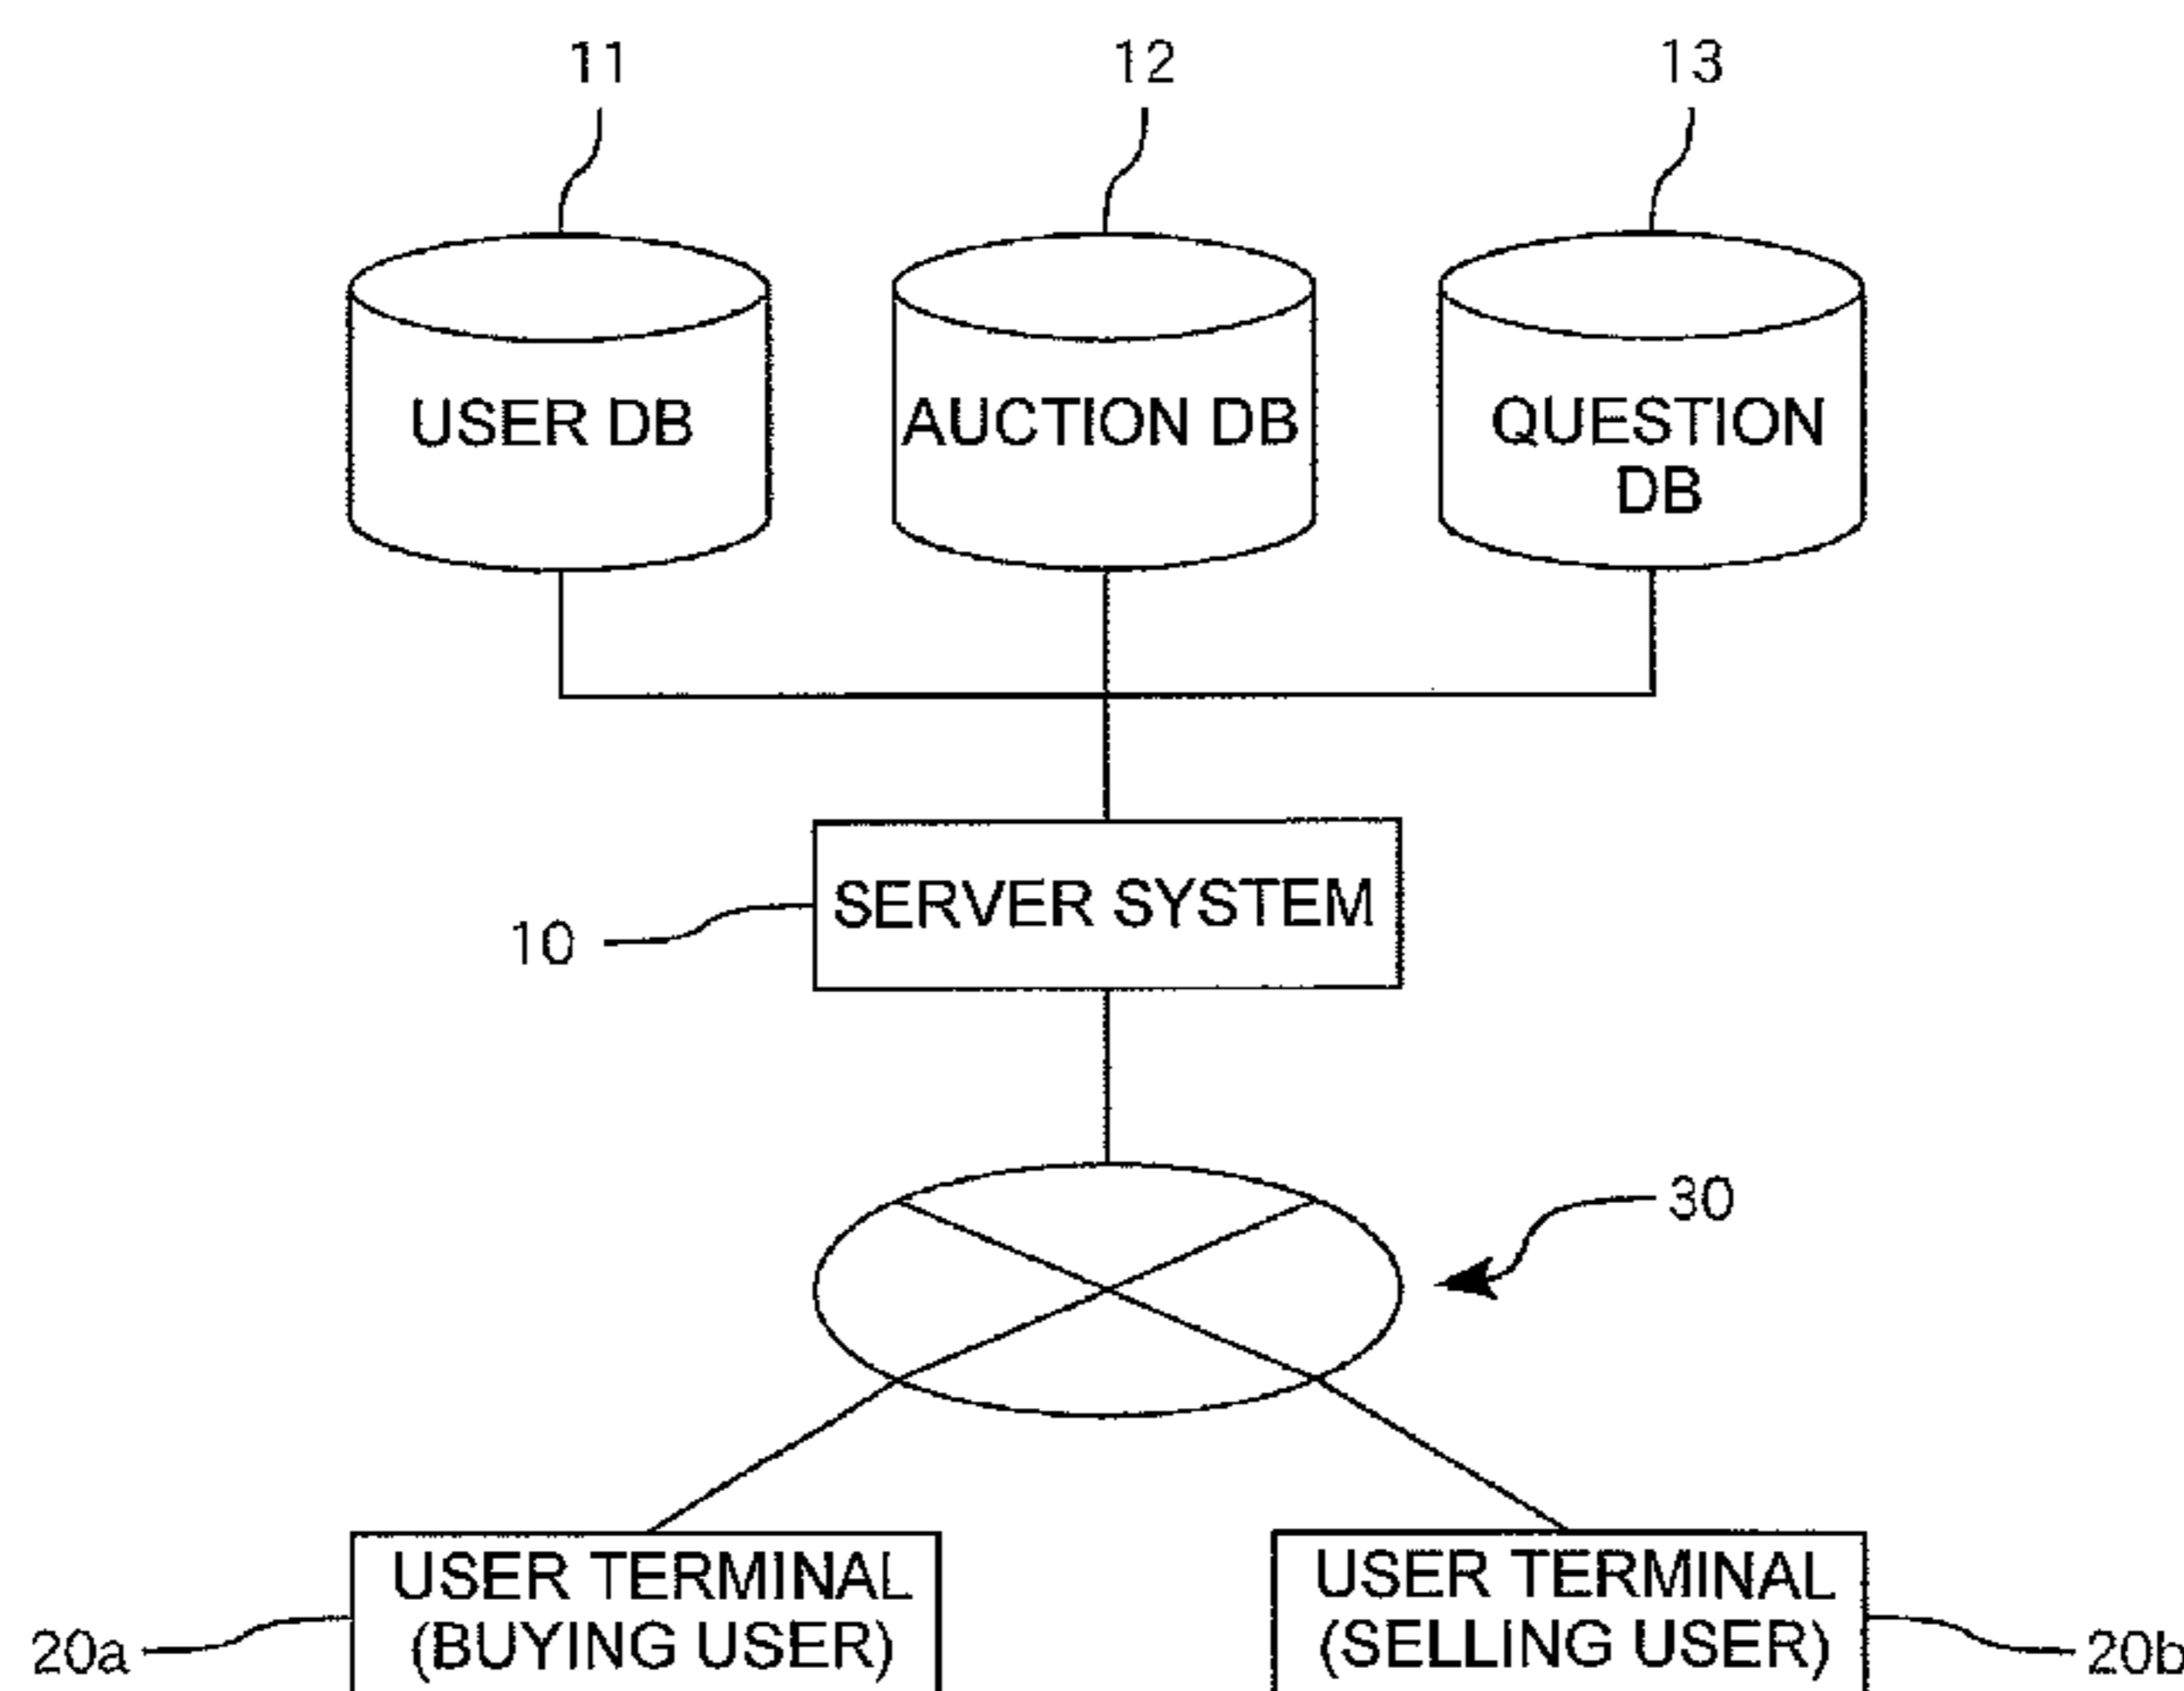 11
12
13
USER DB
AUCTION DB
QUESTION
DB
SERVER SYSTEM
10
30
USER TERMINAL
(BUYING USER)
20a
USER TERMINAL
(SELLING USER)
20b